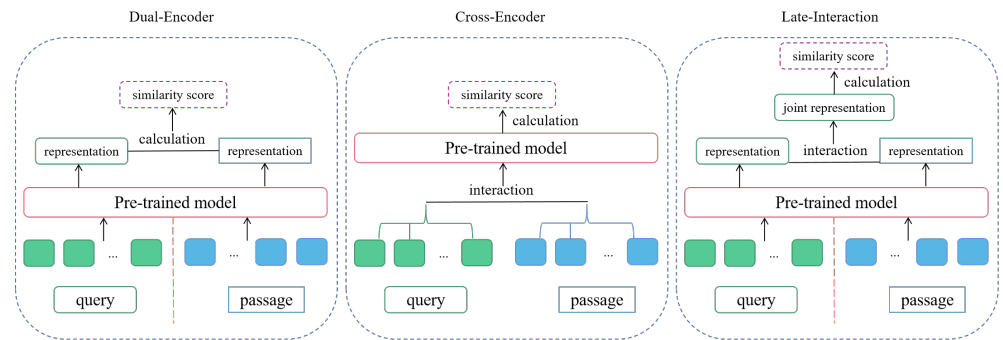 Dual-Encoder
similarity score
calculation
representation
representation
Pre-trained model
...
...
query
passage
Cross-Encoder
similarity score
calculation
Pre-trained model
interaction
...
...
query
passage
Late-Interaction
similarity score
calculation
joint representation
interaction
representation
representation
Pre-trained model
...
...
query
passage